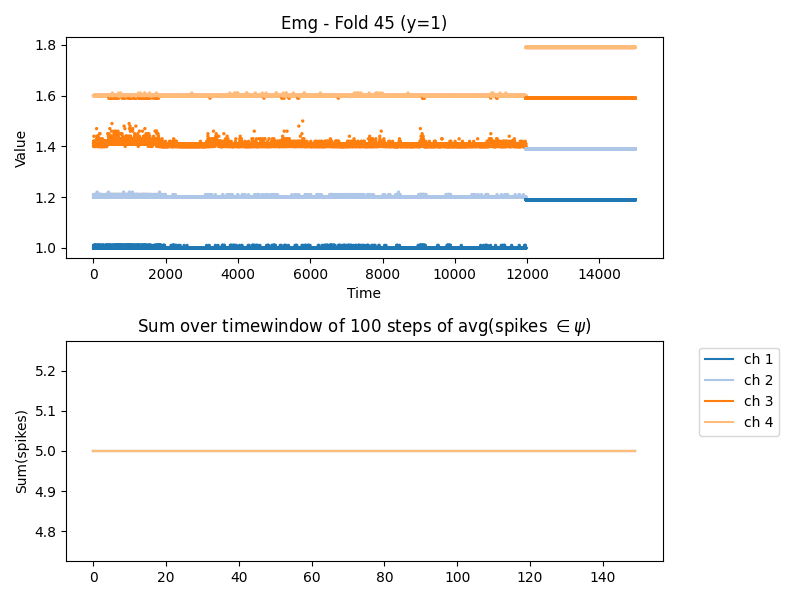 Emg - Fold 45 (y=1)
Value
1.8
1.6
1.4
1.2
1.0
0 2000 4000 6000 8000 10000 12000 14000
Time
Sum over timewindow of 100 steps of avg(spikes ∈ ψ)
Sum(spikes)
5.2
5.1
5.0
4.9
4.8
0 20 40 60 80 100 120 140
ch 1
ch 2
ch 3
ch 4